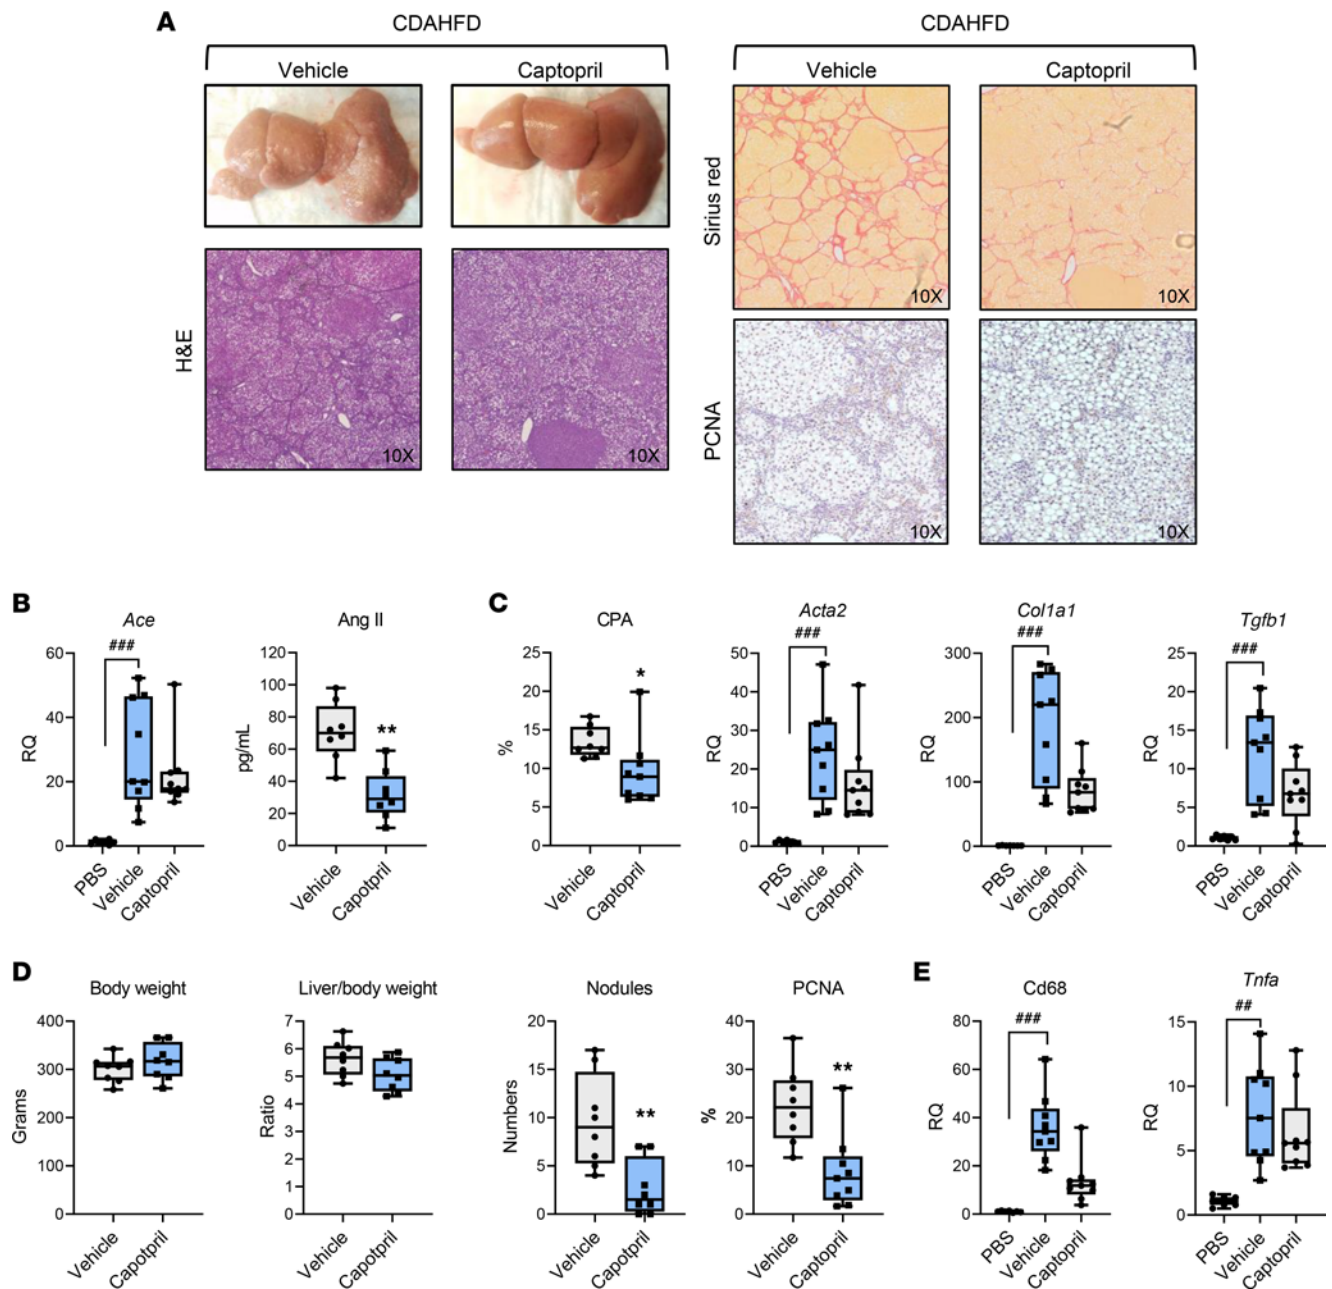 A
CDAHFD
CDAHFD
Vehicle
Captopril
Vehicle
Captopril
Sirius red
10X
10X
H&E
10X
10X
PCNA
10X
10X
B
Ace
###
RQ
60
40
20
0
PBS
Vehicle
Captopril
Ang II
pg/mL
120
100
80
60
40
20
0
**
Vehicle
Capotpril
C
CPA
%
25
20
15
10
5
0
*
Vehicle
Captopril
Acta2
###
RQ
50
40
30
20
10
0
PBS
Vehicle
Captopril
Col1a1
###
RQ
300
200
100
0
PBS
Vehicle
Captopril
Tgfb1
###
RQ
25
20
15
10
5
0
PBS
Vehicle
Captopril
D
Body weight
Grams
400
300
200
100
0
Vehicle
Capotpril
Liver/body weight
Ratio
7
6
5
4
3
2
1
0
Vehicle
Capotpril
Nodules
Numbers
20
15
10
5
0
**
Vehicle
Capotpril
PCNA
%
40
30
20
10
0
**
Vehicle
Captopril
E
Cd68
###
RQ
80
60
40
20
0
PBS
Vehicle
Captopril
Tnfa
##
RQ
15
10
5
0
PBS
Vehicle
Captopril